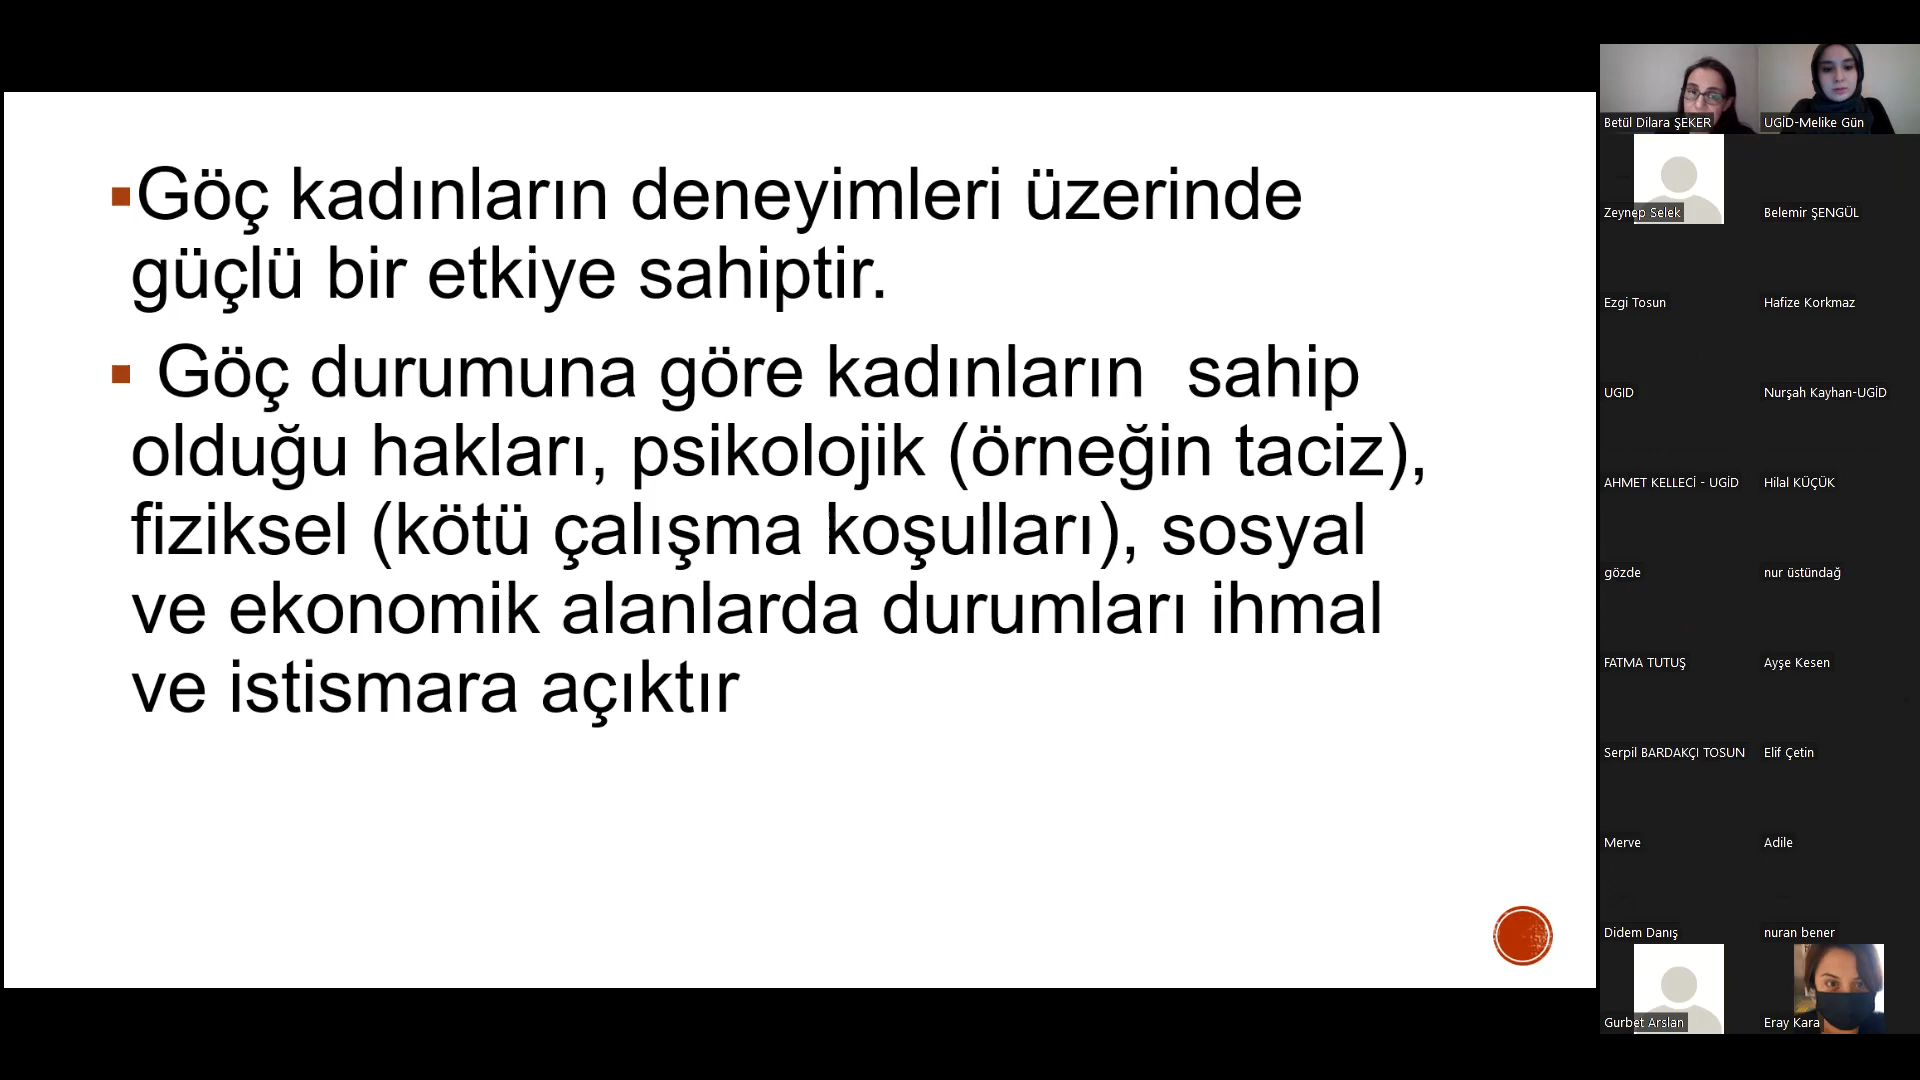 ▪Göç kadınların deneyimleri üzerinde
güçlü bir etkiye sahiptir.
▪ Göç durumuna göre kadınların  sahip
olduğu hakları, psikolojik (örneğin taciz),
fiziksel (kötü çalışma koşulları), sosyal
ve ekonomik alanlarda durumları ihmal
ve istismara açıktır
Betül Dilara ŞEKER
UGİD-Melike Gün
Zeynep Selek
Belemir ŞENGÜL
Ezgi Tosun
Hafize Korkmaz
UGID
Nurşah Kayhan-UGİD
AHMET KELLECİ - UGİD
Hilal KÜÇÜK
gözde
nur üstündağ
FATMA TUTUŞ
Ayşe Kesen
Serpil BARDAKÇI TOSUN
Elif Çetin
Merve
Adile
Didem Danış
nuran bener
Gurbet Arslan
Eray Kara